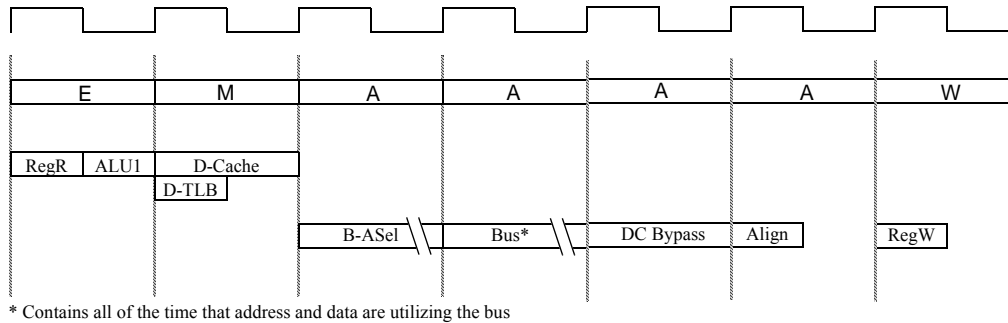 E M A A A A W
RegR ALU1 D-Cache
D-TLB
B-ASel Bus* DC Bypass Align RegW
* Contains all of the time that address and data are utilizing the bus